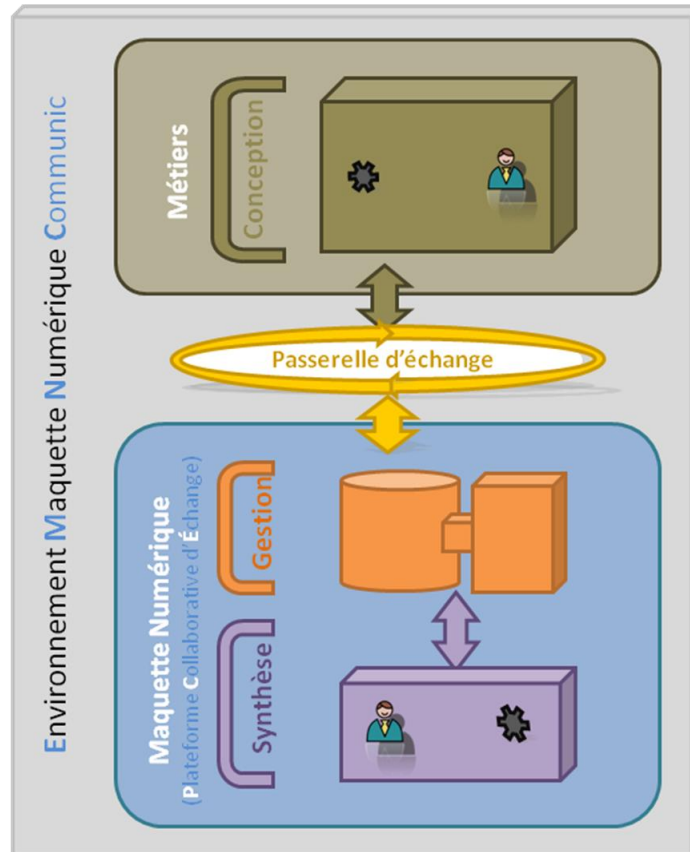 Environnement Maquette Numérique Communic
Métiers
Conception
Passerelle d'échange
Maquette Numérique
(Plateforme Collaborative d'Échange)
Gestion
Synthèse